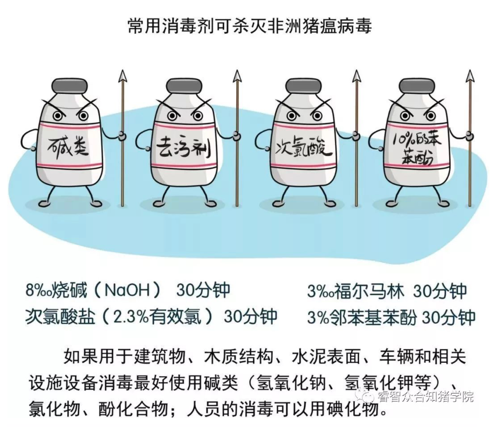 常用消毒剂可杀灭非洲猪瘟病毒
碱类
去污剂
次氯酸
10%的苯
苯酚
8‰烧碱（NaOH） 30分钟
3‰福尔马林 30分钟
次氯酸盐（2.3%有效氯）30分钟
3%邻苯基苯酚 30分钟
如果用于建筑物、木质结构、水泥表面、车辆和相关
设施设备消毒最好使用碱类（氢氧化钠、氢氧化钾等）、
氯化物、酚化合物；人员的消毒可以用碘化物。
睿智众合知猪学院